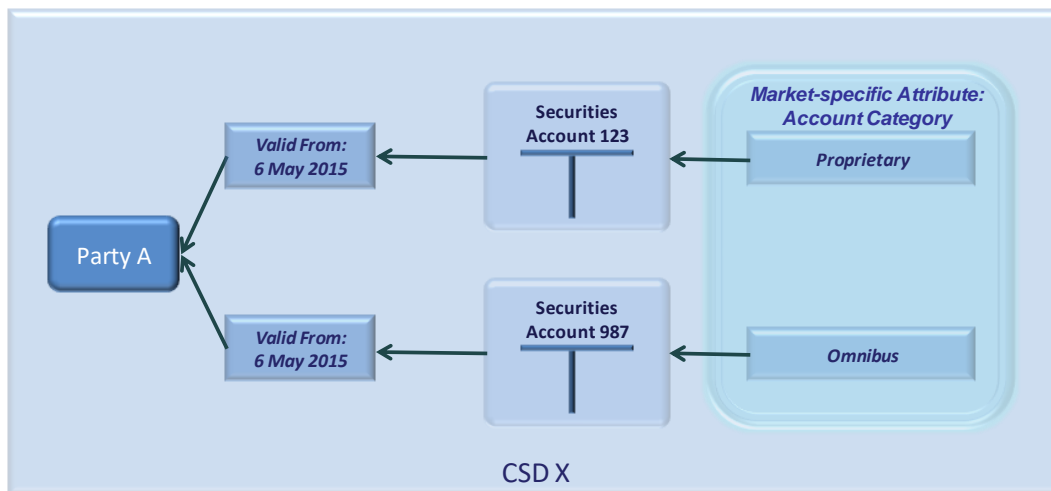 Market-specific Attribute:
Account Category
Securities
Account 123
Valid From:
6 May 2015
Proprietary
Party A
Securities
Account 987
Valid From:
6 May 2015
Omnibus
CSD X